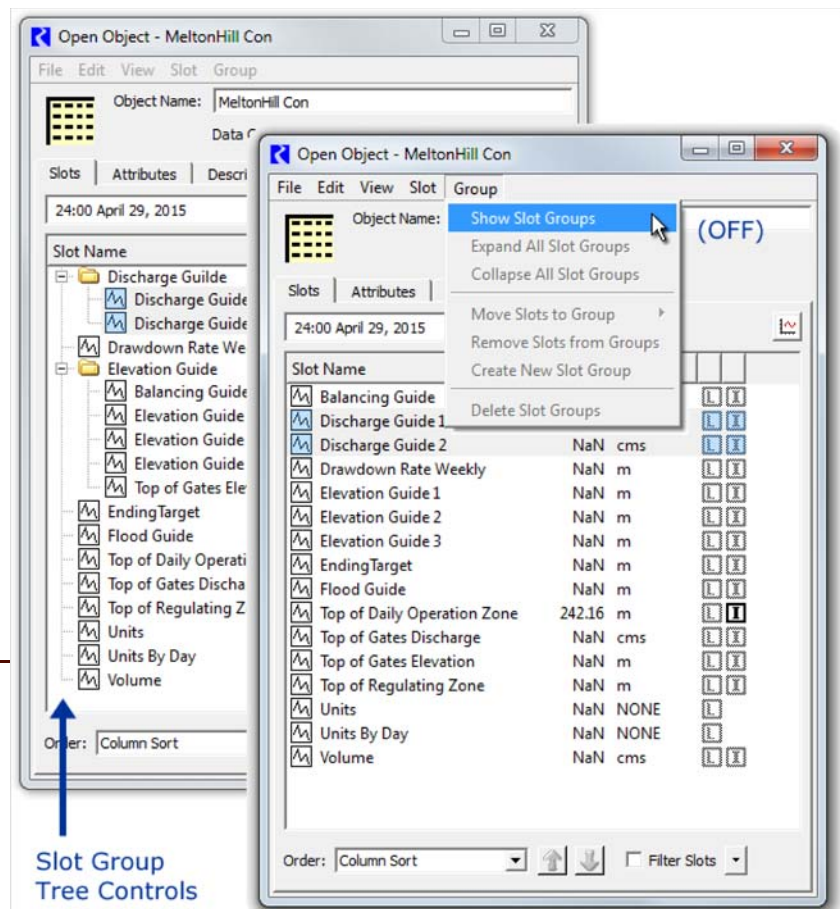 Open Object - MeltonHill Con
File Edit View Slot Group
Object Name: MeltonHill Con
Data
Slots Attributes
24:00 April 29, 2015
Slot Name
Discharge Guilde
Discharge Guide
Discharge Guide
Drawdown Rate We
Elevation Guide
Balancing Guide
Elevation Guide
Elevation Guide
Elevation Guide
Top of Gates Ele
EndingTarget
Flood Guide
Top of Daily Operati
Top of Gates Discha
Top of Regulating Z
Units
Units By Day
Volume
Order: Column Sort
Slot Group
Tree Controls
Open Object - MeltonHill Con
File Edit View Slot Group
Object Name:
(OFF)
Show Slot Groups
Expand All Slot Groups
Collapse All Slot Groups
Move Slots to Group
Remove Slots from Groups
Create New Slot Group
Delete Slot Groups
Slots Attributes
24:00 April 29, 2015
Slot Name
Balancing Guide L I
Discharge Guide 1 L I
Discharge Guide 2 NaN cms L I
Drawdown Rate Weekly NaN m L I
Elevation Guide 1 NaN m L I
Elevation Guide 2 NaN m L I
Elevation Guide 3 NaN m L I
EndingTarget NaN m L I
Flood Guide NaN m L I
Top of Daily Operation Zone 242.16 m L I
Top of Gates Discharge NaN cms L I
Top of Gates Elevation NaN m L I
Top of Regulating Zone NaN m L I
Units NaN NONE L
Units By Day NaN NONE L
Volume NaN cms L I
Order: Column Sort Filter Slots